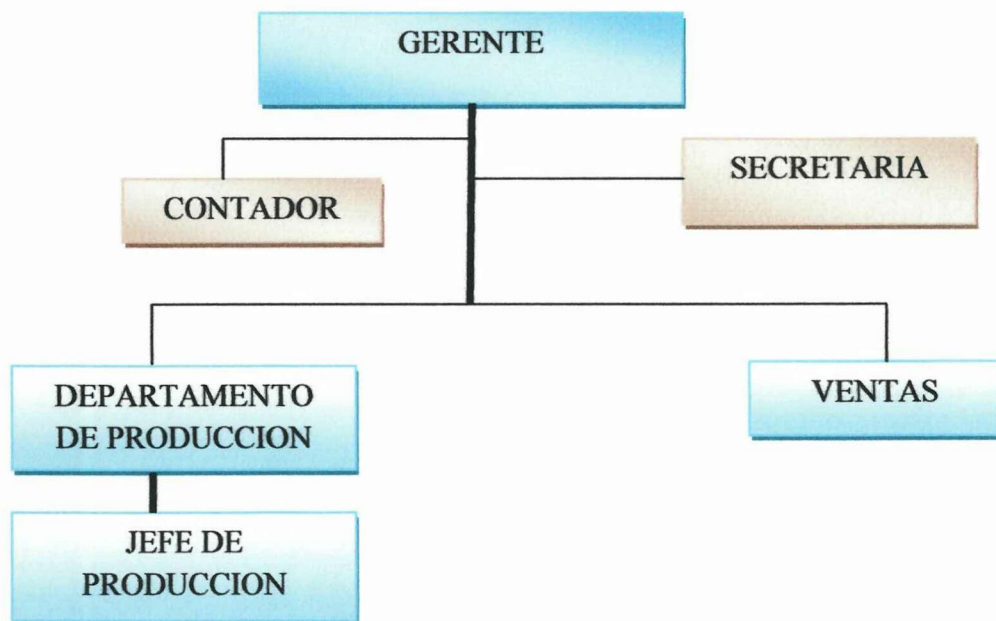 GERENTE
SECRETARIA
CONTADOR
DEPARTAMENTO
DE PRODUCCION
VENTAS
JEFE DE
PRODUCCION